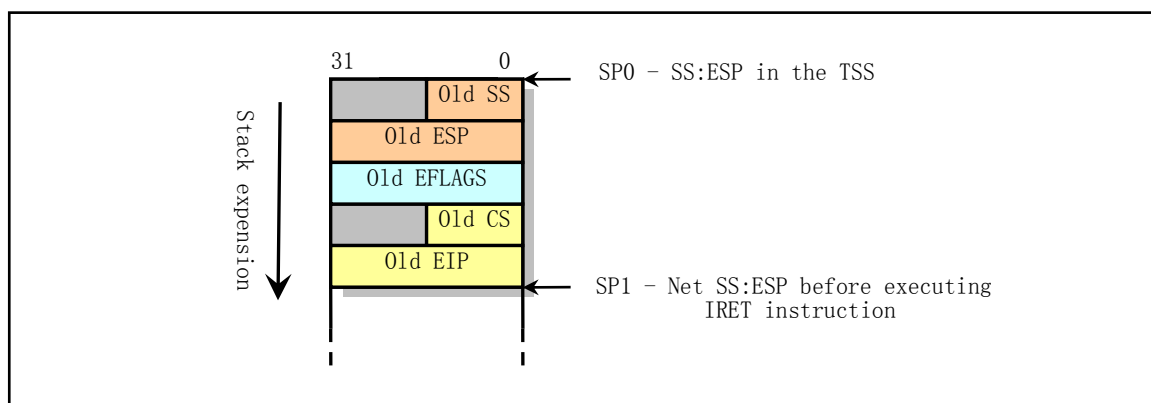 31 0
SP0 - SS:ESP in the TSS
Old SS
Old ESP
Old EFLAGS
Old CS
Old EIP
Stack expension
SP1 - Net SS:ESP before executing
IRET instruction